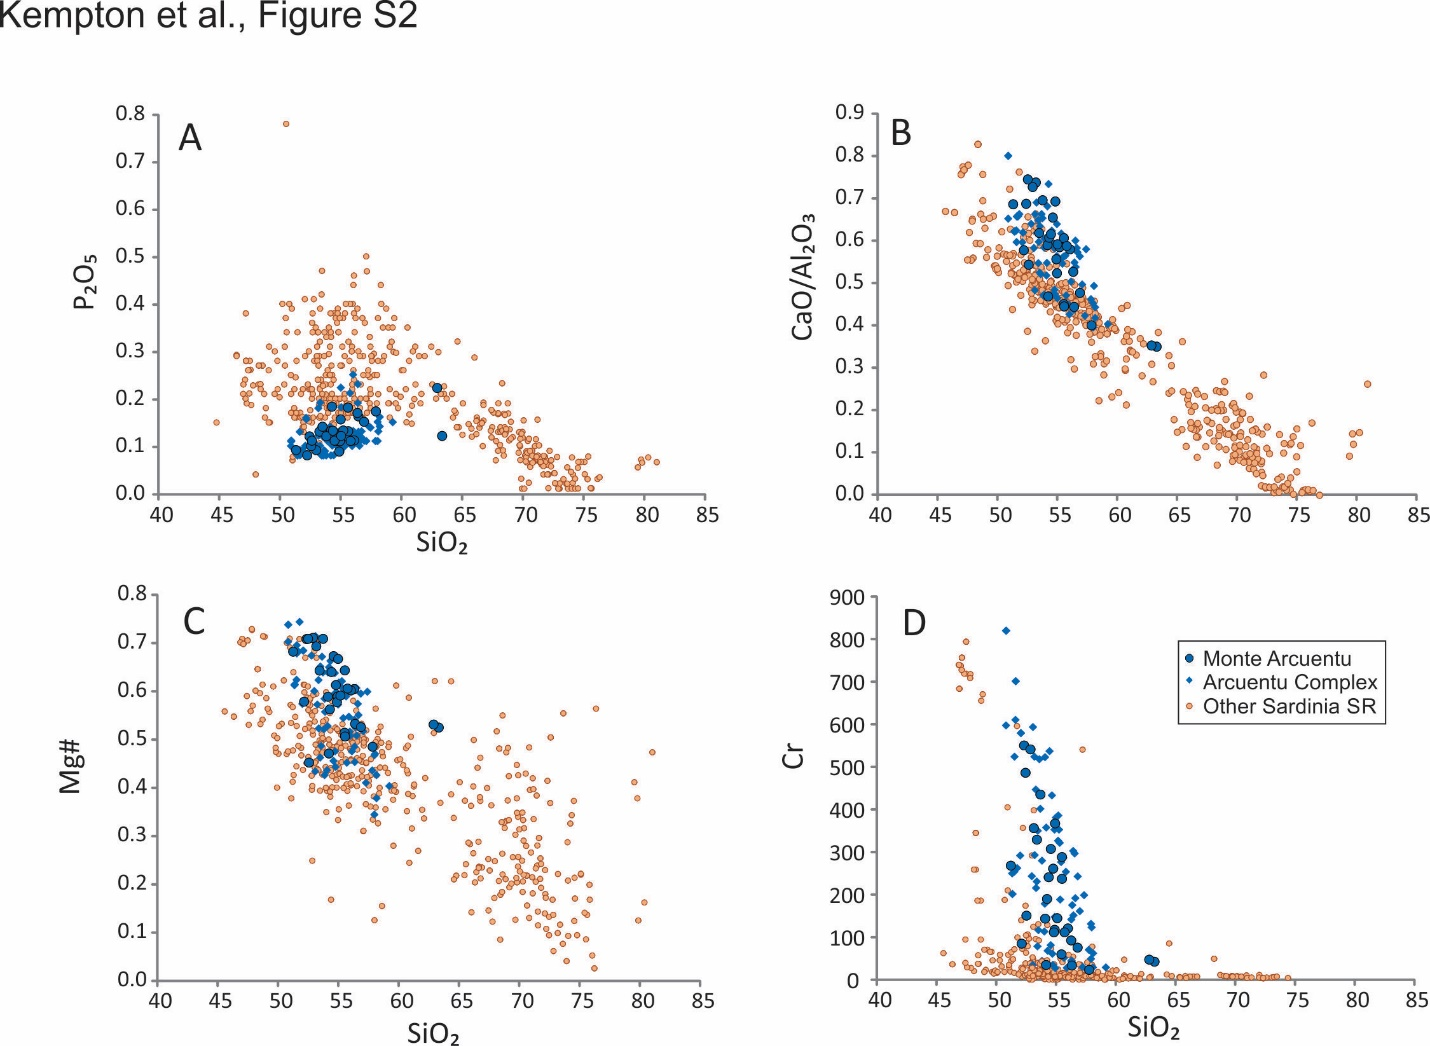 Kempton et al., Figure S2
A
0.8
0.7
0.6
0.5
0.4
0.3
0.2
0.1
0.0
P₂O₅
40 45 50 55 60 65 70 75 80 85
SiO₂
B
0.9
0.8
0.7
0.6
0.5
0.4
0.3
0.2
0.1
0.0
CaO/Al₂O₃
40 45 50 55 60 65 70 75 80 85
C
0.8
0.7
0.6
0.5
0.4
0.3
0.2
0.1
0.0
Mg#
40 45 50 55 60 65 70 75 80 85
SiO₂
D
900
800
700
600
500
400
300
200
100
0
Cr
Monte Arcuentu
Arcuentu Complex
Other Sardinia SR
40 45 50 55 60 65 70 75 80 85
SiO₂